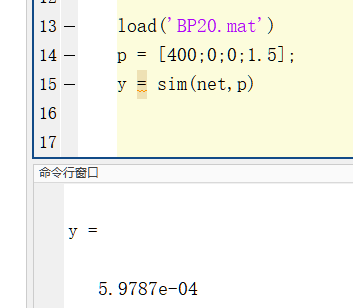 12
13 — load('BP20.mat')
14 — p = [400;0;0;1.5];
15 — y = sim(net,p)
16
17
命令行窗口
y =
5.9787e-04